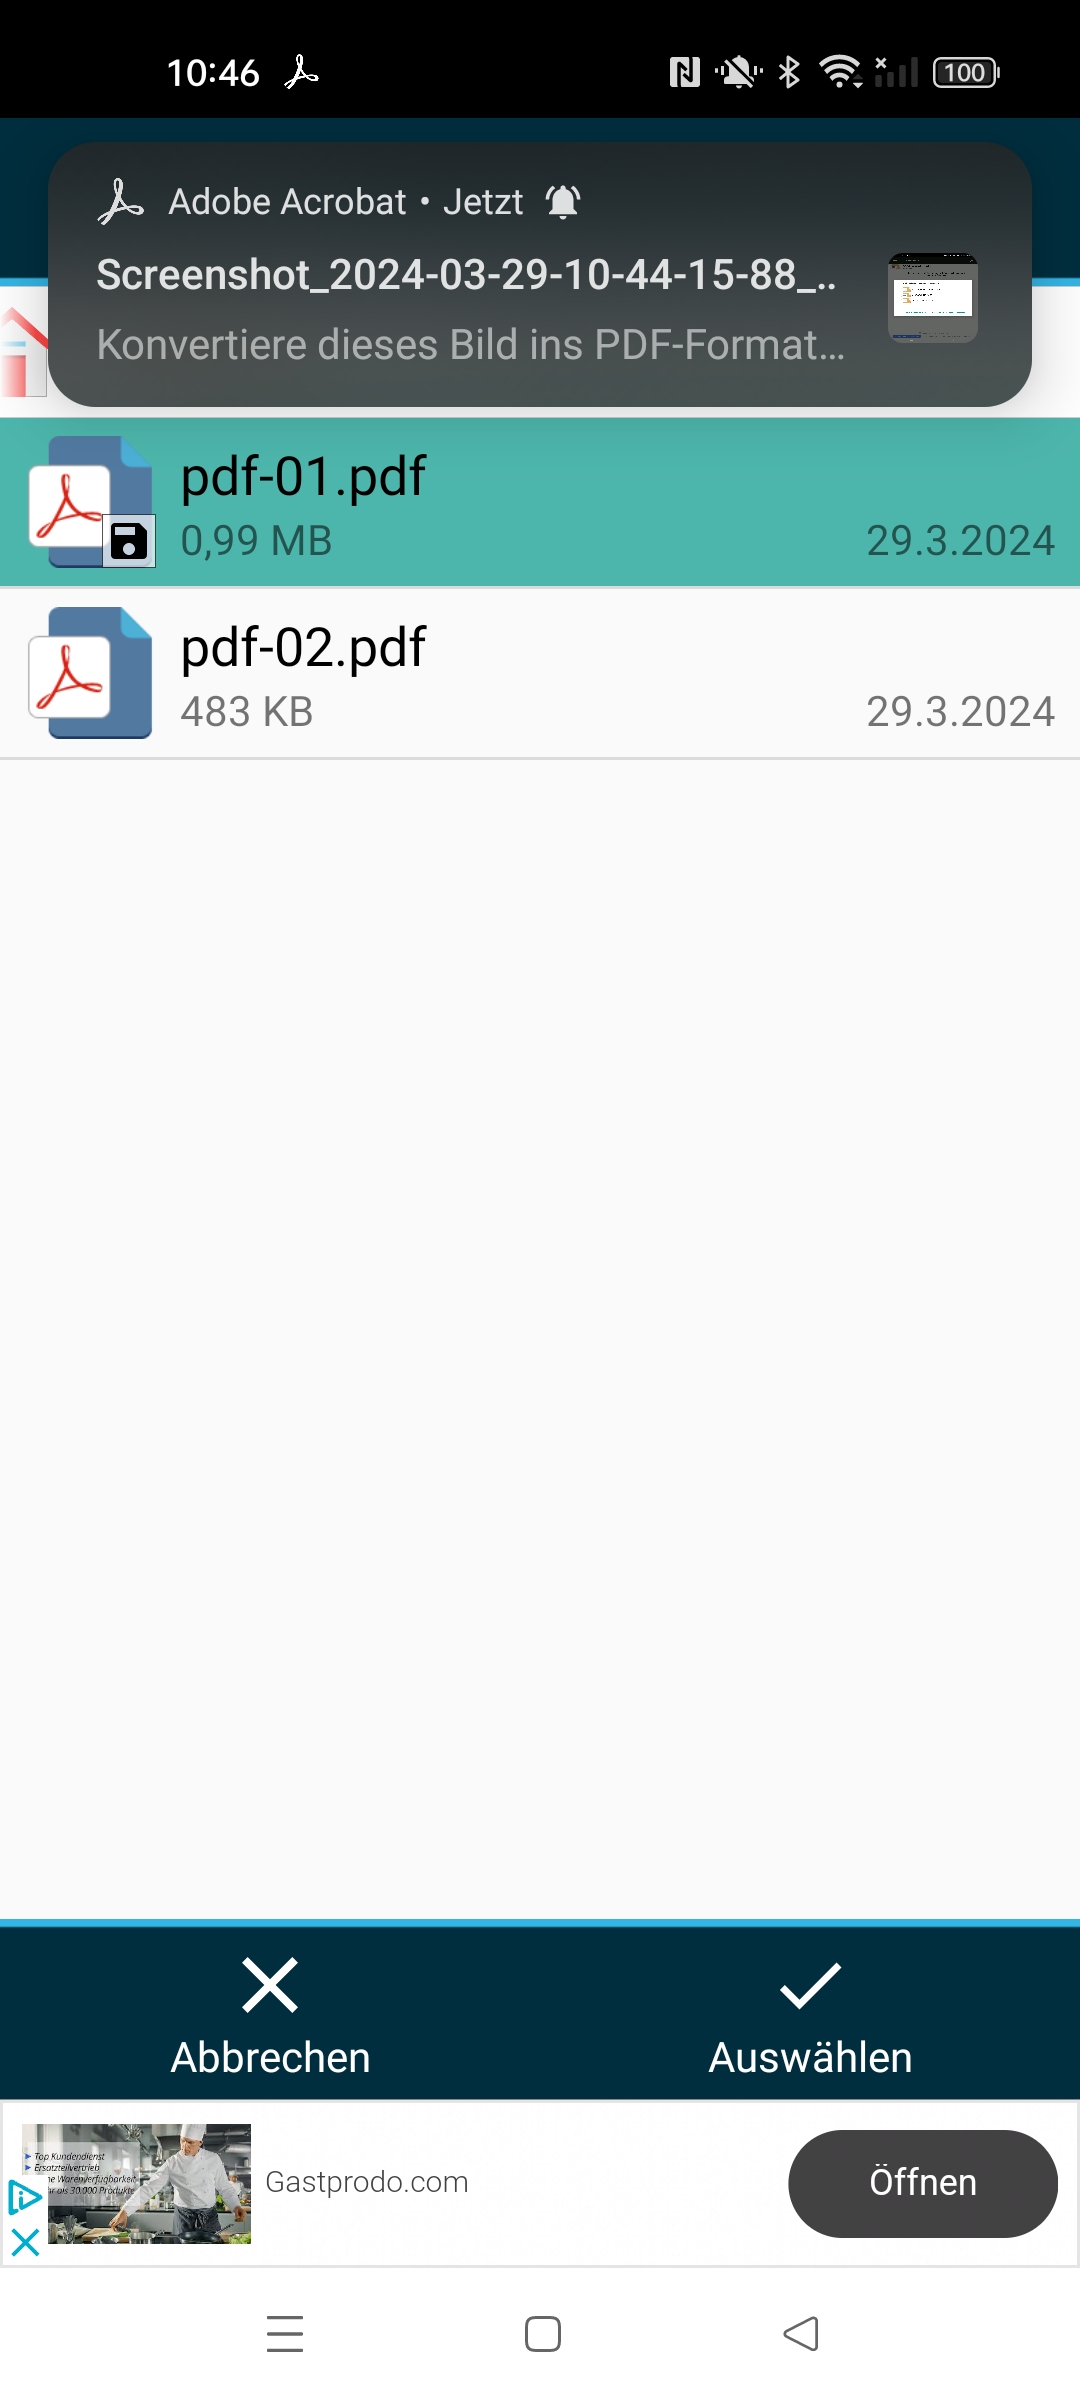 10:46
100
Adobe Acrobat • Jetzt
Screenshot_2024-03-29-10-44-15-88_..
Konvertiere dieses Bild ins PDF-Format...
pdf-01.pdf
0,99 MB
29.3.2024
pdf-02.pdf
483 KB
29.3.2024
Abbrechen
Auswählen
Top Kundendienst
Ersatzteilvertrieb
Warenverfügbarkeit
als 30.000 Produkte
Gastprodo.com
Öffnen